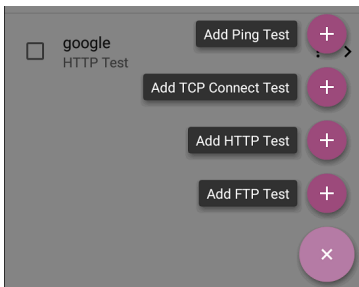 google
HTTP Test
Add Ping Test
Add TCP Connect Test
Add HTTP Test
Add FTP Test